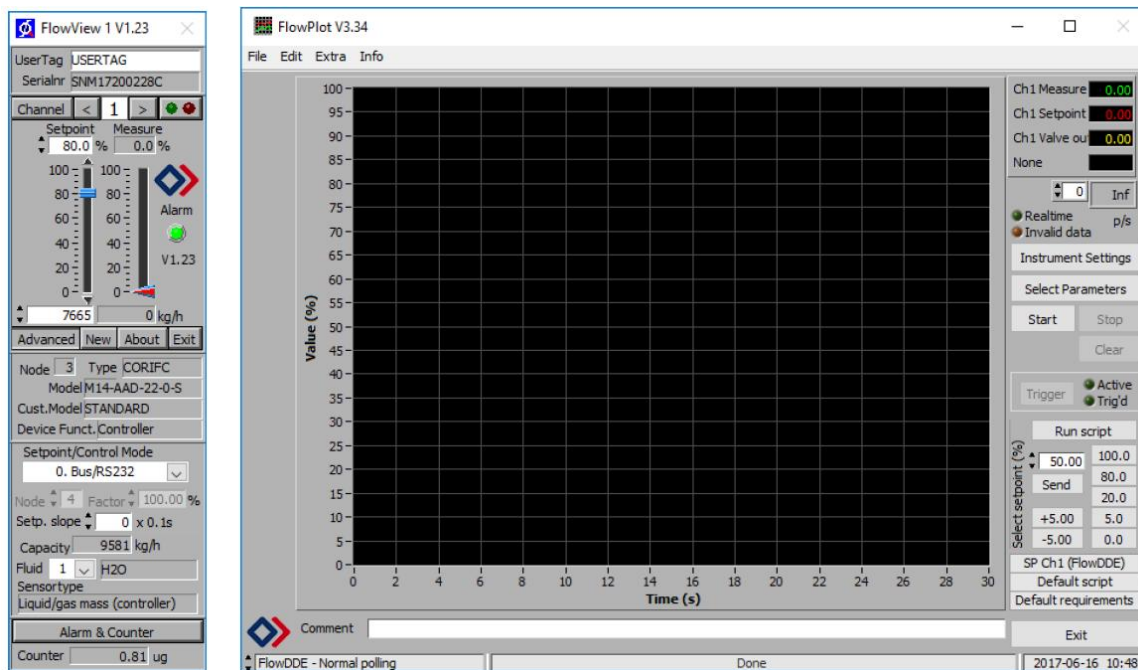 FlowView 1 V1.23
UserTag USERTAG
Serialnr SNM17200228C
Channel < 1 >
Setpoint Measure
80.0 % 0.0 %
100 100
80 80
60 60
40 40
20 20
0 0
Alarm
V1.23
7665 0 kg/h
Advanced New About Exit
Node 3 Type CORIFC
Model M14-AAD-22-0-S
Cust.Model STANDARD
Device Funct. Controller
Setpoint/Control Mode
0. Bus/RS232
Node 4 Factor 100.00 %
Setp. slope 0 x 0.1s
Capacity 9581 kg/h
Fluid 1 H2O
Sensortype
Liquid/gas mass (controller)
Alarm & Counter
Counter 0.81 ug
FlowPlot V3.34
File Edit Extra Info
Value (%)
100
95
90
85
80
75
70
65
60
55
50
45
40
35
30
25
20
15
10
5
0
0 2 4 6 8 10 12 14 16 18 20 22 24 26 28 30
Time (s)
Ch1 Measure 0.00
Ch1 Setpoint 0.00
Ch1 Valve ou 0.00
None
0 Inf
Realtime p/s
Invalid data
Instrument Settings
Select Parameters
Start Stop
Clear
Trigger Active
Trig'd
Run script
Select setpoint (%)
50.00 100.0
Send 80.0
20.0
+5.00 5.0
-5.00 0.0
SP Ch1 (FlowDDE)
Default script
Default requirements
Comment
Exit
FlowDDE - Normal polling Done 2017-06-16 10:48